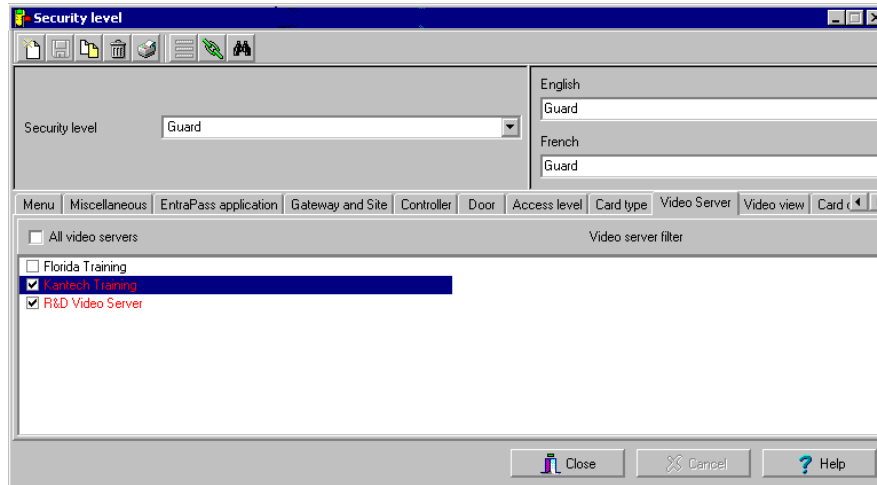 Security level
English
Guard
Security level Guard
French
Guard
Menu Miscellaneous EntraPass application Gateway and Site Controller Door Access level Card type Video Server Video view Card
All video servers Video server filter
Florida Training
Kantech Training
R&D Video Server
Close Cancel Help